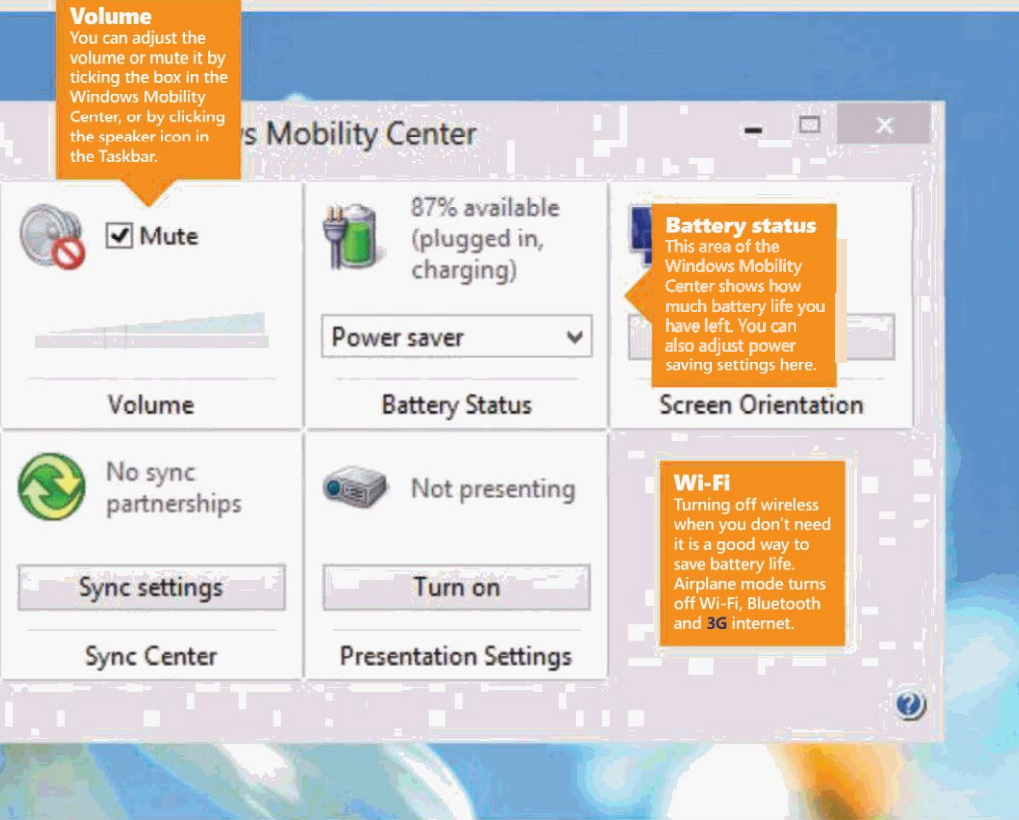 Volume
You can adjust the
volume or mute it by
ticking the box in the
Windows Mobility
Center, or by clicking
the speaker icon in
the Taskbar.
s Mobility Center
Mute
Volume
87% available
(plugged in,
charging)
Power saver
Battery Status
Battery status
This area of the
Windows Mobility
Center shows how
much battery life you
have left. You can
also adjust power
saving settings here.
Screen Orientation
No sync
partnerships
Sync settings
Sync Center
Not presenting
Turn on
Presentation Settings
Wi-Fi
Turning off wireless
when you don't need
it is a good way to
save battery life.
Airplane mode turns
off Wi-Fi, Bluetooth
and 3G internet.